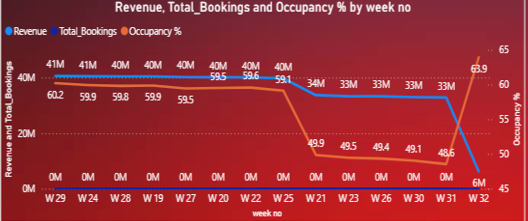 Revenue, Total_Bookings and Occupancy % by week no
Revenue Total_Bookings Occupancy %
Revenue and Total_Bookings
40M
20M
0M
41M 41M 40M 40M 40M 40M 40M 40M 34M 33M 33M 33M 33M 6M
60.2 59.9 59.8 59.9 59.5 59.5 59.6 59.1 49.9 49.5 49.4 49.1 48.6 63.9
0M 0M 0M 0M 0M 0M 0M 0M 0M 0M 0M 0M 0M
65
60
55
50
45
Occupancy %
W 29 W 24 W 28 W 19 W 27 W 20 W 22 W 25 W 21 W 23 W 26 W 30 W 31 W 32
week no